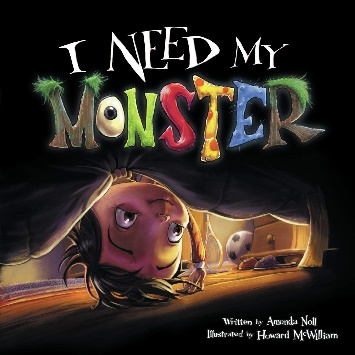 I NEED MY
MONSTER
Written by Amanda Noll
Illustrated by Howard McWilliam